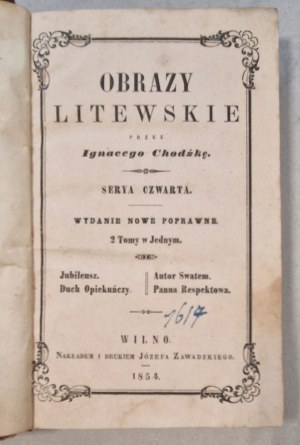 OBRAZY
LITEWSKIE
PRZEZ
Ignacego Chodźkę.
SERYA CZWARTA.
WYDANIE NOWE POPRAWNE.
2 Tomy w Jednym.
Jubileusz. Autor Swatem.
Duch Opiekuńczy. Panna Respektowa.
1617
WILNO.
NAKŁADEM I DRUKIEM JÓZEFA ZAWADZKIEGO.
1854.